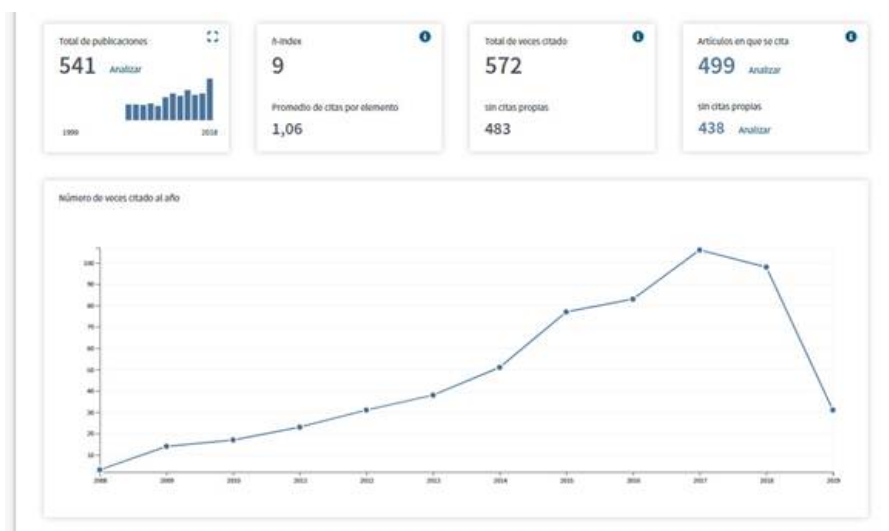 Total de publicaciones
541 Analizar
1999 2018
h-index
9
Promedio de citas por elemento
1,06
Total de veces citado
572
sin citas propias
483
Artículos en que se cita
499 Analizar
sin citas propias
438 Analizar
Número de veces citado al año
100
90
80
70
60
50
40
30
20
10
2008 2009 2010 2011 2012 2013 2014 2015 2016 2017 2018 2019